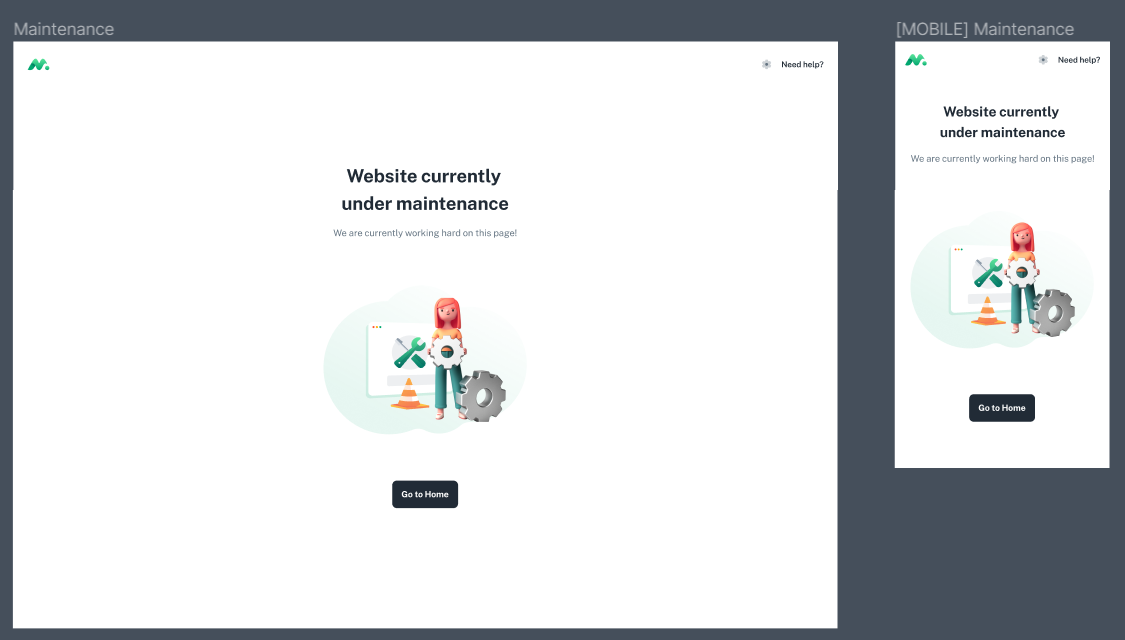 Maintenance
Need help?
Website currently
under maintenance
We are currently working hard on this page!
Go to Home
[MOBILE] Maintenance
Need help?
Website currently
under maintenance
We are currently working hard on this page!
Go to Home